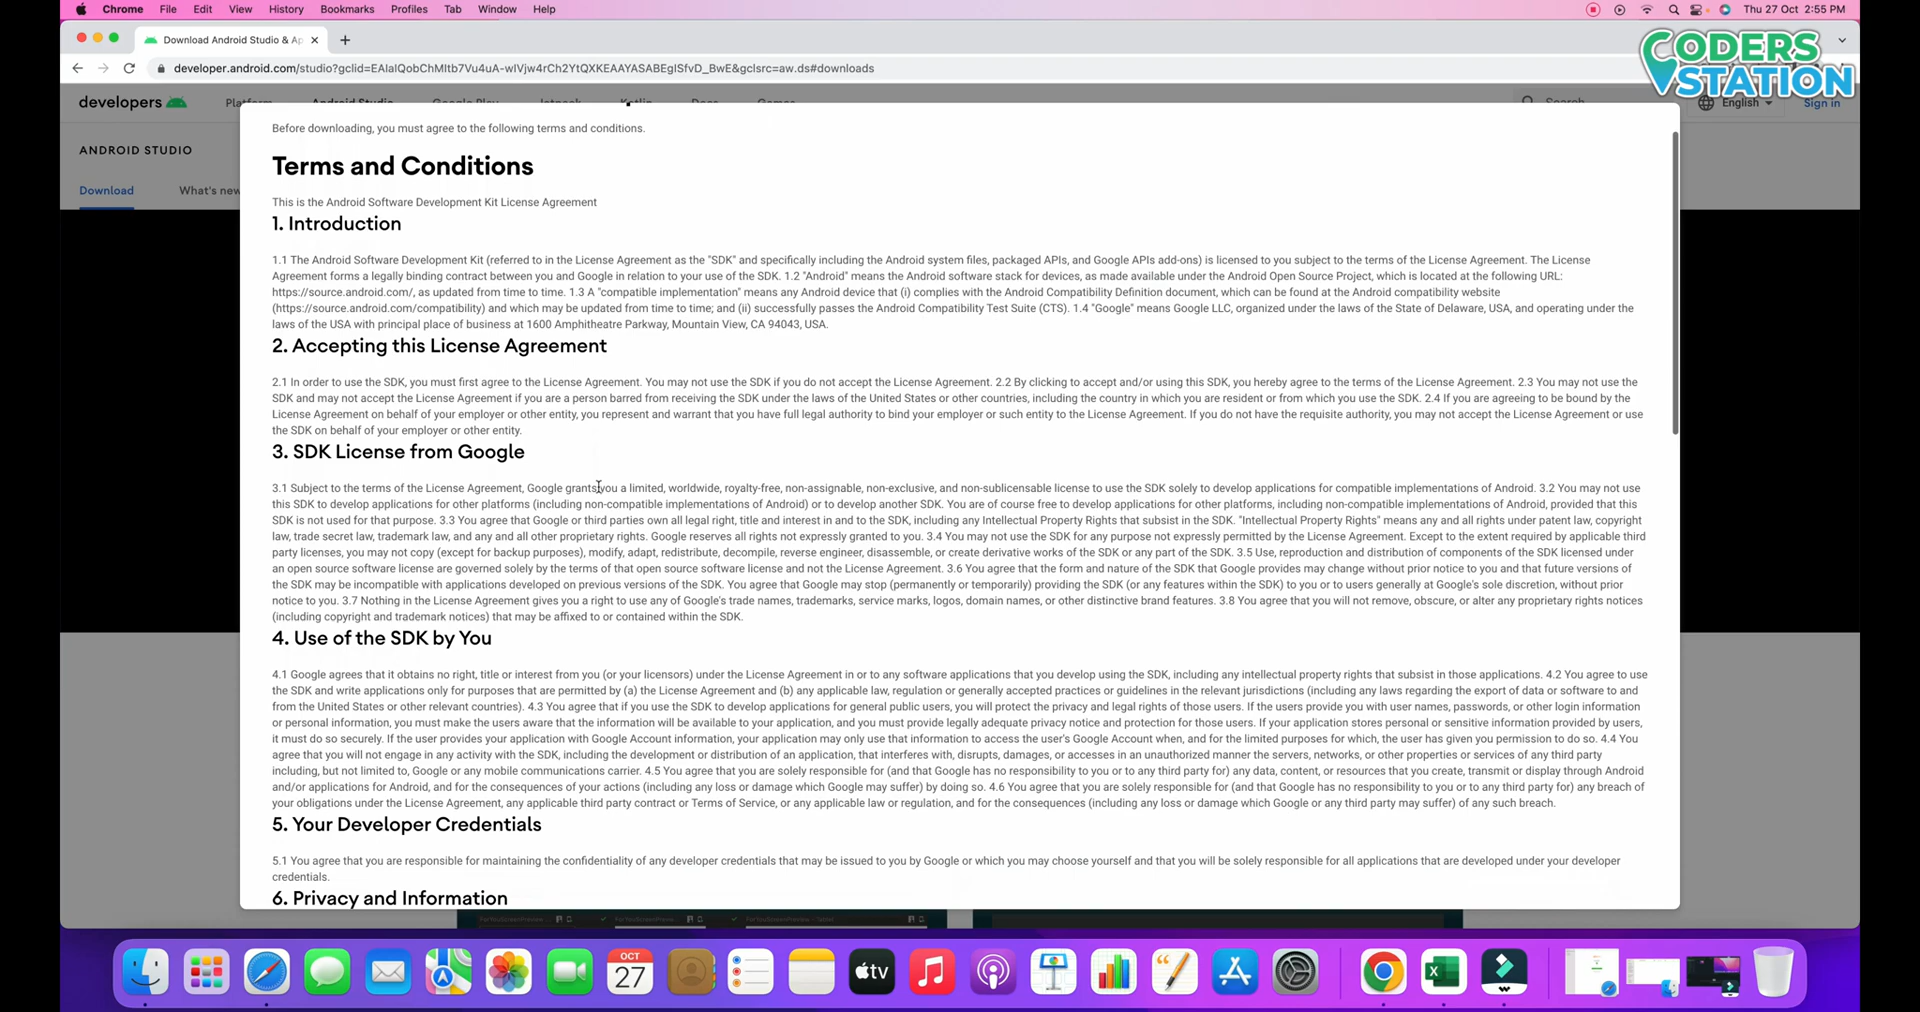 Chrome File Edit View History Bookmarks Profiles Tab Window Help Thu 27 Oct 2:55 PM
Download Android Studio & Ap
CODERS STATION
developer.android.com/studio?gclid=EAIaIQobChMItb7Vu4uA-wIVjw4rCh2YtQXKEAAYASABEgISfvD_BwE&gclsrc=aw.ds#downloads
developers Platform Android Studio Google Play Jetpack Kotlin Docs Games Search English Sign in
ANDROID STUDIO
Download What's new
Before downloading, you must agree to the following terms and conditions.
Terms and Conditions
This is the Android Software Development Kit License Agreement
1. Introduction
1.1 The Android Software Development Kit (referred to in the License Agreement as the "SDK" and specifically including the Android system files, packaged APIs, and Google APIs add-ons) is licensed to you subject to the terms of the License Agreement. The License
Agreement forms a legally binding contract between you and Google in relation to your use of the SDK. 1.2 "Android" means the Android software stack for devices, as made available under the Android Open Source Project, which is located at the following URL:
https://source.android.com/, as updated from time to time. 1.3 A "compatible implementation" means any Android device that (i) complies with the Android Compatibility Definition document, which can be found at the Android compatibility website
(https://source.android.com/compatibility) and which may be updated from time to time; and (ii) successfully passes the Android Compatibility Test Suite (CTS). 1.4 "Google" means Google LLC, organized under the laws of the State of Delaware, USA, and operating under the
laws of the USA with principal place of business at 1600 Amphitheatre Parkway, Mountain View, CA 94043, USA.
2. Accepting this License Agreement
2.1 In order to use the SDK, you must first agree to the License Agreement. You may not use the SDK if you do not accept the License Agreement. 2.2 By clicking to accept and/or using this SDK, you hereby agree to the terms of the License Agreement. 2.3 You may not use the
SDK and may not accept the License Agreement if you are a person barred from receiving the SDK under the laws of the United States or other countries, including the country in which you are resident or from which you use the SDK. 2.4 If you are agreeing to be bound by the
License Agreement on behalf of your employer or other entity, you represent and warrant that you have full legal authority to bind your employer or such entity to the License Agreement. If you do not have the requisite authority, you may not accept the License Agreement or use
the SDK on behalf of your employer or other entity.
3. SDK License from Google
3.1 Subject to the terms of the License Agreement, Google grants you a limited, worldwide, royalty-free, non-assignable, non-exclusive, and non-sublicensable license to use the SDK solely to develop applications for compatible implementations of Android. 3.2 You may not use
this SDK to develop applications for other platforms (including non-compatible implementations of Android) or to develop another SDK. You are of course free to develop applications for other platforms, including non-compatible implementations of Android, provided that this
SDK is not used for that purpose. 3.3 You agree that Google or third parties own all legal right, title and interest in and to the SDK, including any Intellectual Property Rights that subsist in the SDK. "Intellectual Property Rights" means any and all rights under patent law, copyright
law, trade secret law, trademark law, and any and all other proprietary rights. Google reserves all rights not expressly granted to you. 3.4 You may not use the SDK for any purpose not expressly permitted by the License Agreement. Except to the extent required by applicable third
party licenses, you may not copy (except for backup purposes), modify, adapt, redistribute, decompile, reverse engineer, disassemble, or create derivative works of the SDK or any part of the SDK. 3.5 Use, reproduction and distribution of components of the SDK licensed under
an open source software license are governed solely by the terms of that open source software license and not the License Agreement. 3.6 You agree that the form and nature of the SDK that Google provides may change without prior notice to you and that future versions of
the SDK may be incompatible with applications developed on previous versions of the SDK. You agree that Google may stop (permanently or temporarily) providing the SDK (or any features within the SDK) to you or to users generally at Google's sole discretion, without prior
notice to you. 3.7 Nothing in the License Agreement gives you a right to use any of Google's trade names, trademarks, service marks, logos, domain names, or other distinctive brand features. 3.8 You agree that you will not remove, obscure, or alter any proprietary rights notices
(including copyright and trademark notices) that may be affixed to or contained within the SDK.
4. Use of the SDK by You
4.1 Google agrees that it obtains no right, title or interest from you (or your licensors) under the License Agreement in or to any software applications that you develop using the SDK, including any intellectual property rights that subsist in those applications. 4.2 You agree to use
the SDK and write applications only for purposes that are permitted by (a) the License Agreement and (b) any applicable law, regulation or generally accepted practices or guidelines in the relevant jurisdictions (including any laws regarding the export of data or software to and
from the United States or other relevant countries). 4.3 You agree that if you use the SDK to develop applications for general public users, you will protect the privacy and legal rights of those users. If the users provide you with user names, passwords, or other login information
or personal information, you must make the users aware that the information will be available to your application, and you must provide legally adequate privacy notice and protection for those users. If your application stores personal or sensitive information provided by users,
it must do so securely. If the user provides your application with Google Account information, your application may only use that information to access the user's Google Account when, and for the limited purposes for which, the user has given you permission to do so. 4.4 You
agree that you will not engage in any activity with the SDK, including the development or distribution of an application, that interferes with, disrupts, damages, or accesses in an unauthorized manner the servers, networks, or other properties or services of any third party
including, but not limited to, Google or any mobile communications carrier. 4.5 You agree that you are solely responsible for (and that Google has no responsibility to you or to any third party for) any data, content, or resources that you create, transmit or display through Android
and/or applications for Android, and for the consequences of your actions (including any loss or damage which Google may suffer) by doing so. 4.6 You agree that you are solely responsible for (and that Google has no responsibility to you or to any third party for) any breach of
your obligations under the License Agreement, any applicable third party contract or Terms of Service, or any applicable law or regulation, and for the consequences (including any loss or damage which Google or any third party may suffer) of any such breach.
5. Your Developer Credentials
5.1 You agree that you are responsible for maintaining the confidentiality of any developer credentials that may be issued to you by Google or which you may choose yourself and that you will be solely responsible for all applications that are developed under your developer
credentials.
6. Privacy and Information
OCT
27
tv